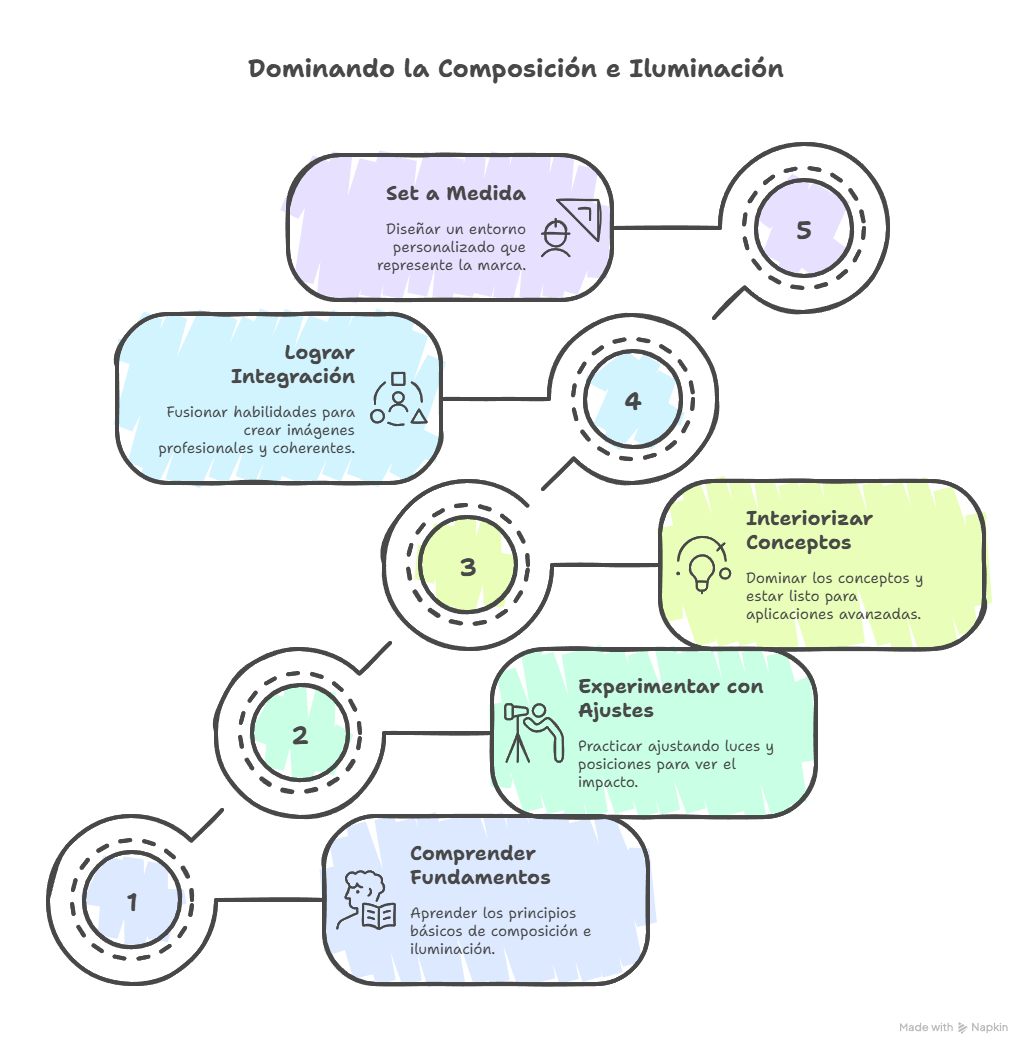 Dominando la Composición e Iluminación
Set a Medida
Diseñar un entorno
personalizado que
represente la marca.
5
Lograr
Integración
Fusionar habilidades para
crear imágenes
profesionales y coherentes.
4
3
Interiorizar
Conceptos
Dominar los conceptos y
estar listo para
aplicaciones avanzadas.
2
Experimentar con
Ajustes
Practicar ajustando luces y
posiciones para ver el
impacto.
1
Comprender
Fundamentos
Aprender los principios
básicos de composición e
iluminación.
Made with Napkin